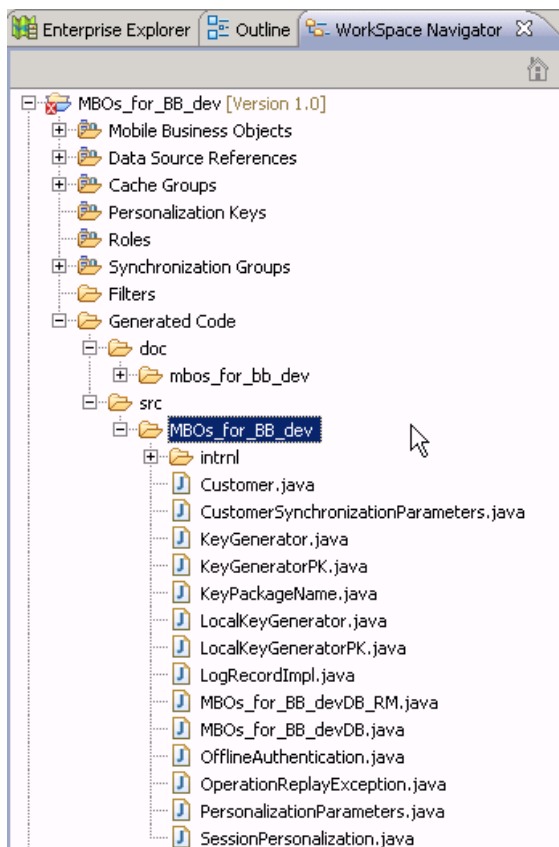 Enterprise Explorer Outline WorkSpace Navigator
MBOs_for_BB_dev [Version 1.0]
Mobile Business Objects
Data Source References
Cache Groups
Personalization Keys
Roles
Synchronization Groups
Filters
Generated Code
doc
mbos_for_bb_dev
src
MBOs_for_BB_dev
intrnl
Customer.java
CustomerSynchronizationParameters.java
KeyGenerator.java
KeyGeneratorPK.java
KeyPackageName.java
LocalKeyGenerator.java
LocalKeyGeneratorPK.java
LogRecordImpl.java
MBOs_for_BB_devDB_RM.java
MBOs_for_BB_devDB.java
OfflineAuthentication.java
OperationReplayException.java
PersonalizationParameters.java
SessionPersonalization.java